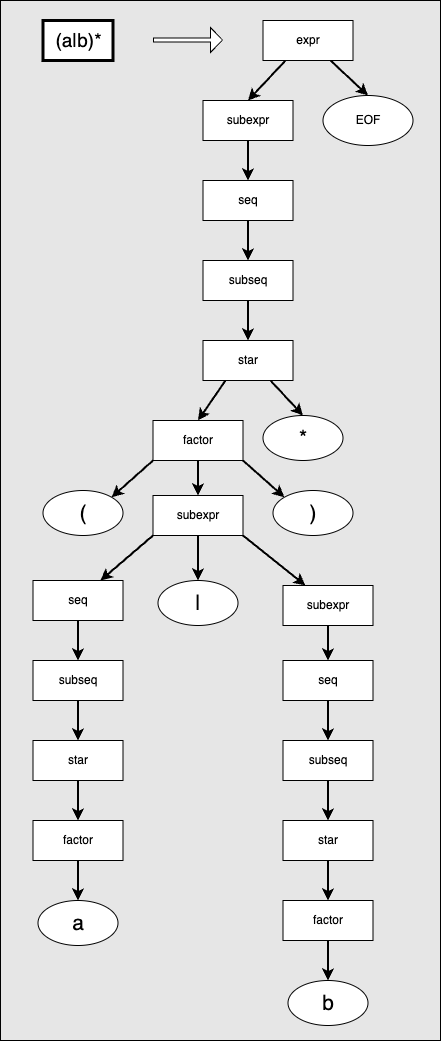 (a|b)*
expr
subexpr
EOF
seq
subseq
star
factor
*
(
subexpr
)
seq
|
subexpr
subseq
seq
star
subseq
factor
star
a
factor
b